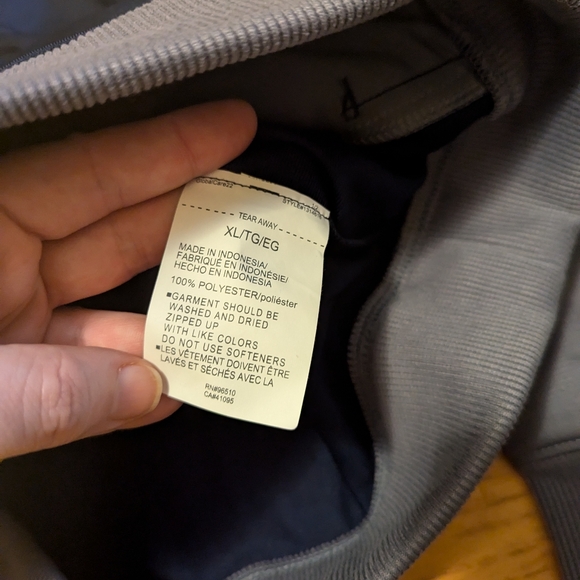 TEAR AWAY
XL/TG/EG
MADE IN INDONESIA/
FABRIQUÉ EN INDONÉSIE/
HECHO EN INDONESIA
100% POLYESTER/poliéster
▪GARMENT SHOULD BE
WASHED AND DRIED
ZIPPED UP
WITH LIKE COLORS
DO NOT USE SOFTENERS
▪LES VÊTEMENT DOIVENT ÊTRE
LAVÉS ET SÉCHÉS AVEC LA
RN#96510
CA#41095